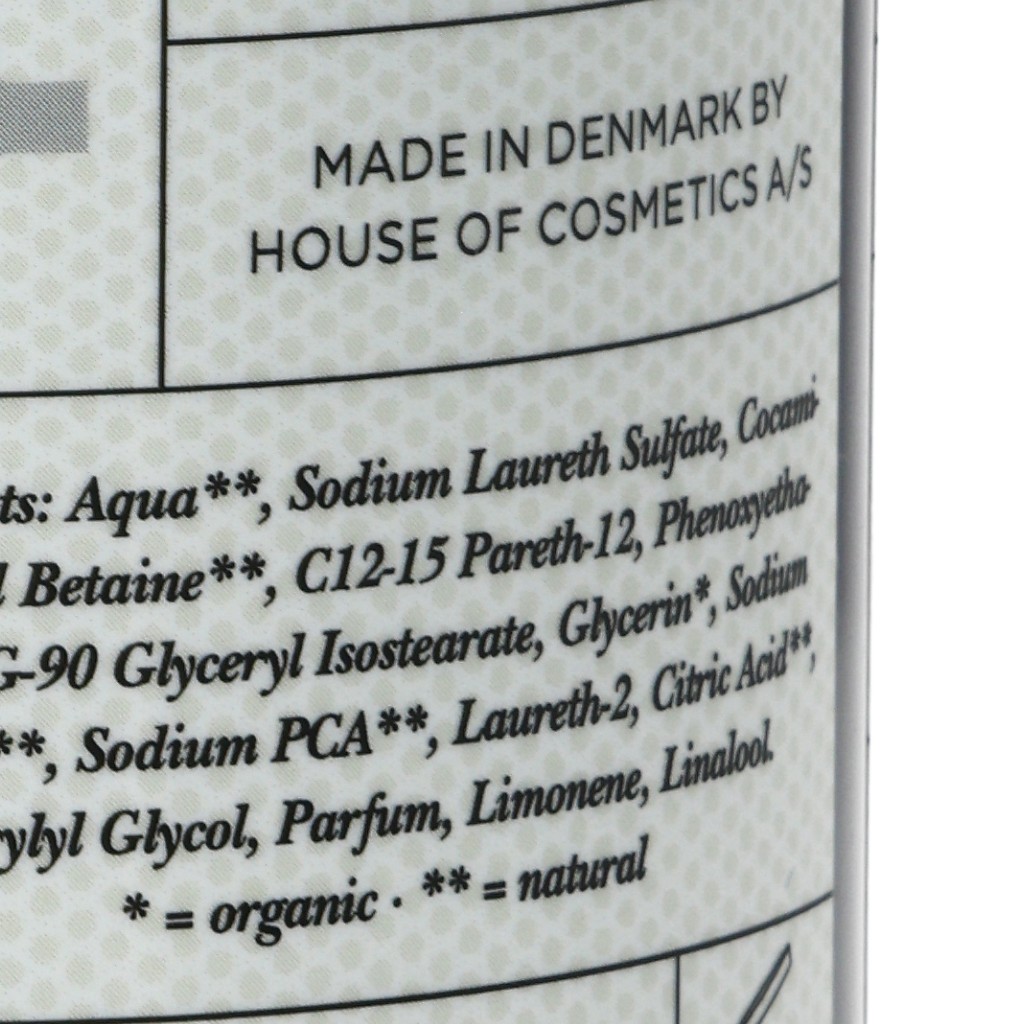 MADE IN DENMARK BY
HOUSE OF COSMETICS A/S
ts: Aqua**, Sodium Laureth Sulfate, Cocami-
l Betaine**, C12-15 Pareth-12, Phenoxyetha-
G-90 Glyceryl Isostearate, Glycerin*, Sodium
**, Sodium PCA**, Laureth-2, Citric Acid**,
rylyl Glycol, Parfum, Limonene, Linalool.
* = organic · ** = natural